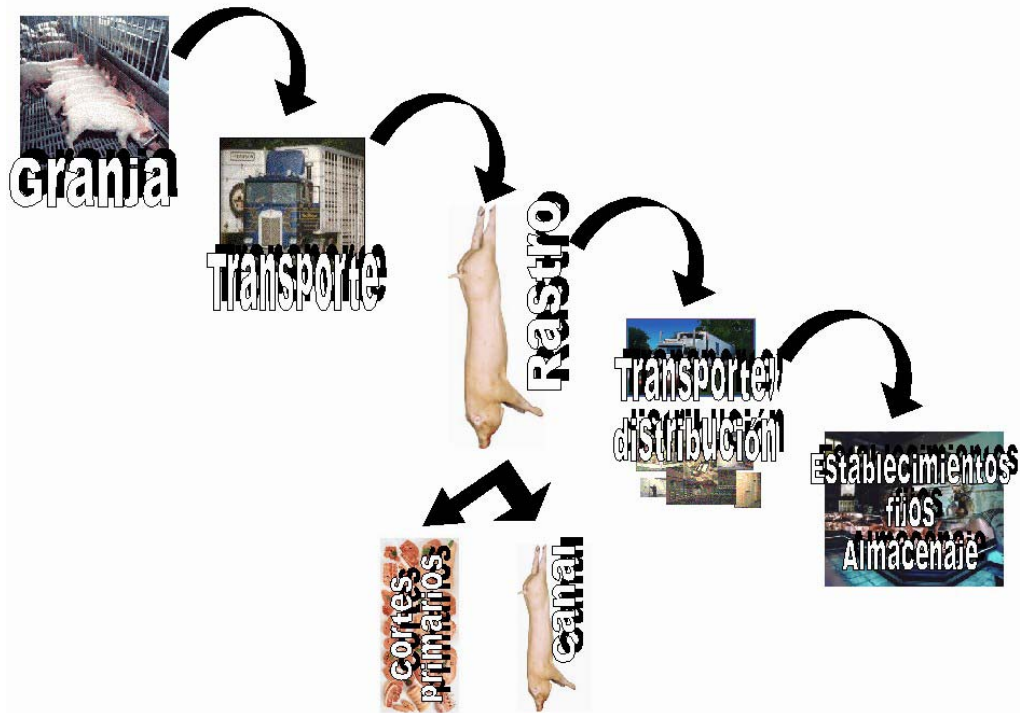 Granja
Transporte
Rastro
Transporte y
distribución
Establecimientos
fijos
Almacenaje
cortes
primarios
canal